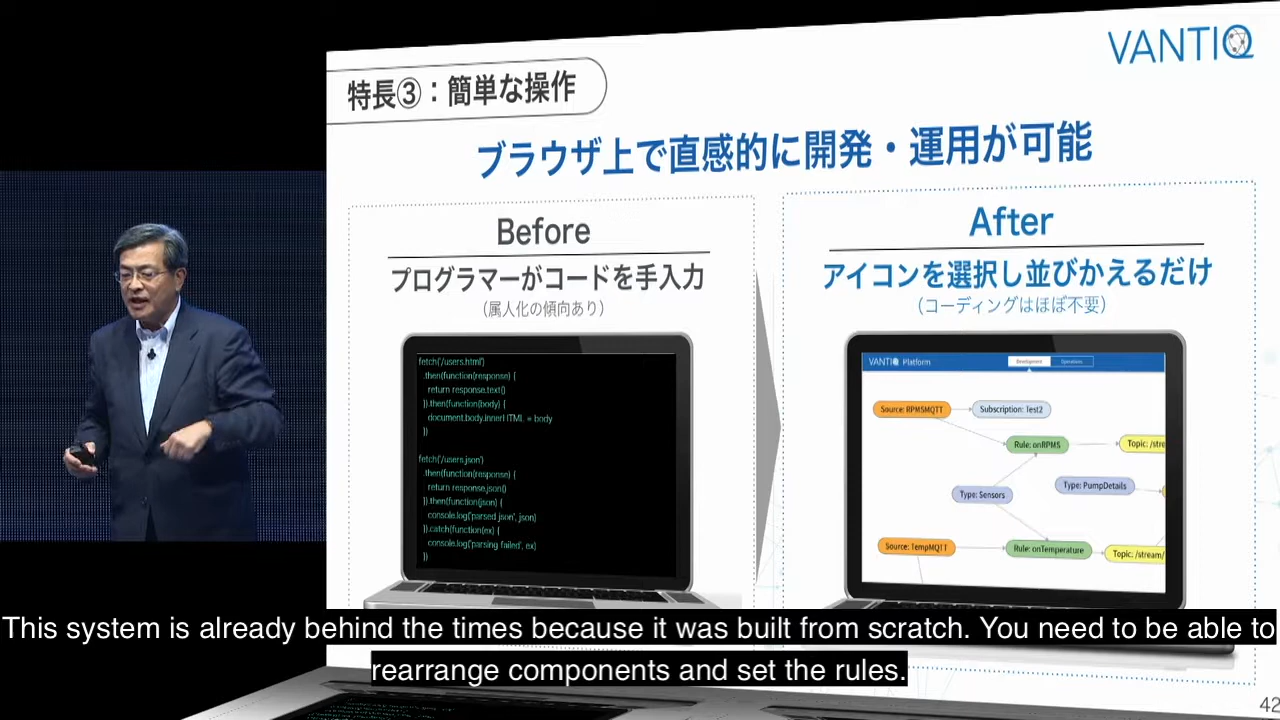 VANTIQ
特長③：簡単な操作
ブラウザ上で直感的に開発・運用が可能
Before
プログラマーがコードを手入力
（属人化の傾向あり）
fetch('/users.html')
.then(function(response) {
return response.text()
}).then(function(body) {
document.body.innerHTML = body
})
fetch('/users.json')
.then(function(response) {
return response.json()
}).then(function(json) {
console.log('parsed json', json)
}).catch(function(ex) {
console.log('parsing failed', ex)
})
After
アイコンを選択し並びかえるだけ
（コーディングはほぼ不要）
VANTIQ Platform
Development Operations
Source: RPMSMQTT
Subscription: Test2
Rule: onRPMS
Topic: /stre
Type: Sensors
Type: PumpDetails
Source: TempMQTT
Rule: onTemperature
Topic: /stream/
This system is already behind the times because it was built from scratch. You need to be able to
rearrange components and set the rules.
42